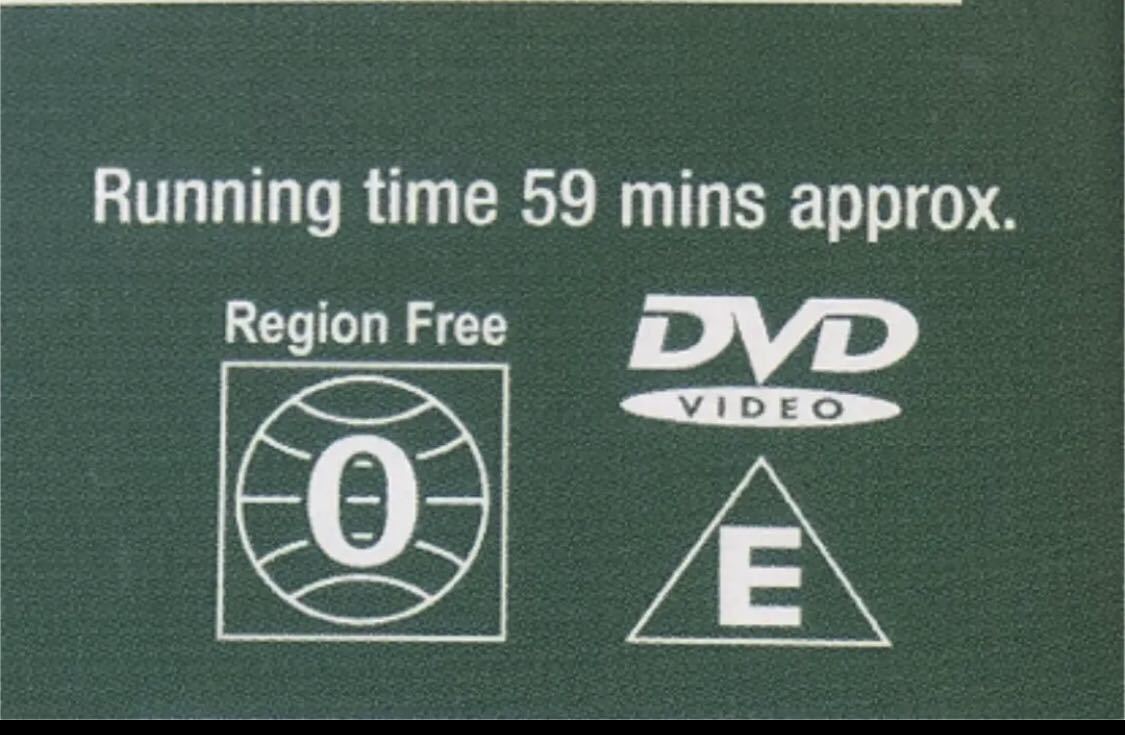 Running time 59 mins approx.
Region Free
0
DVD
VIDEO
E